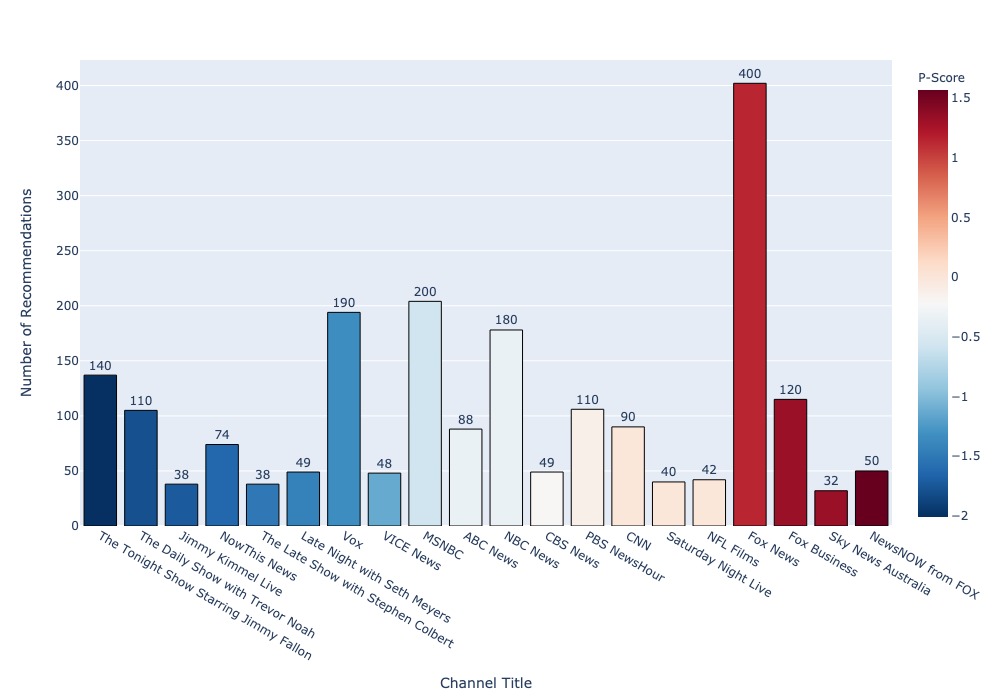 P-Score
1.5
1
0.5
0
−0.5
−1
−1.5
−2
Number of Recommendations
400
350
300
250
200
150
100
50
0
140
110
38
74
38
49
190
48
200
88
180
49
110
90
40
42
400
120
32
50
The Tonight Show Starring Jimmy Fallon
The Daily Show with Trevor Noah
Jimmy Kimmel Live
NowThis News
The Late Show with Stephen Colbert
Late Night with Seth Meyers
Vox
VICE News
MSNBC
ABC News
NBC News
CBS News
PBS NewsHour
CNN
Saturday Night Live
NFL Films
Fox News
Fox Business
Sky News Australia
NewsNOW from FOX
Channel Title